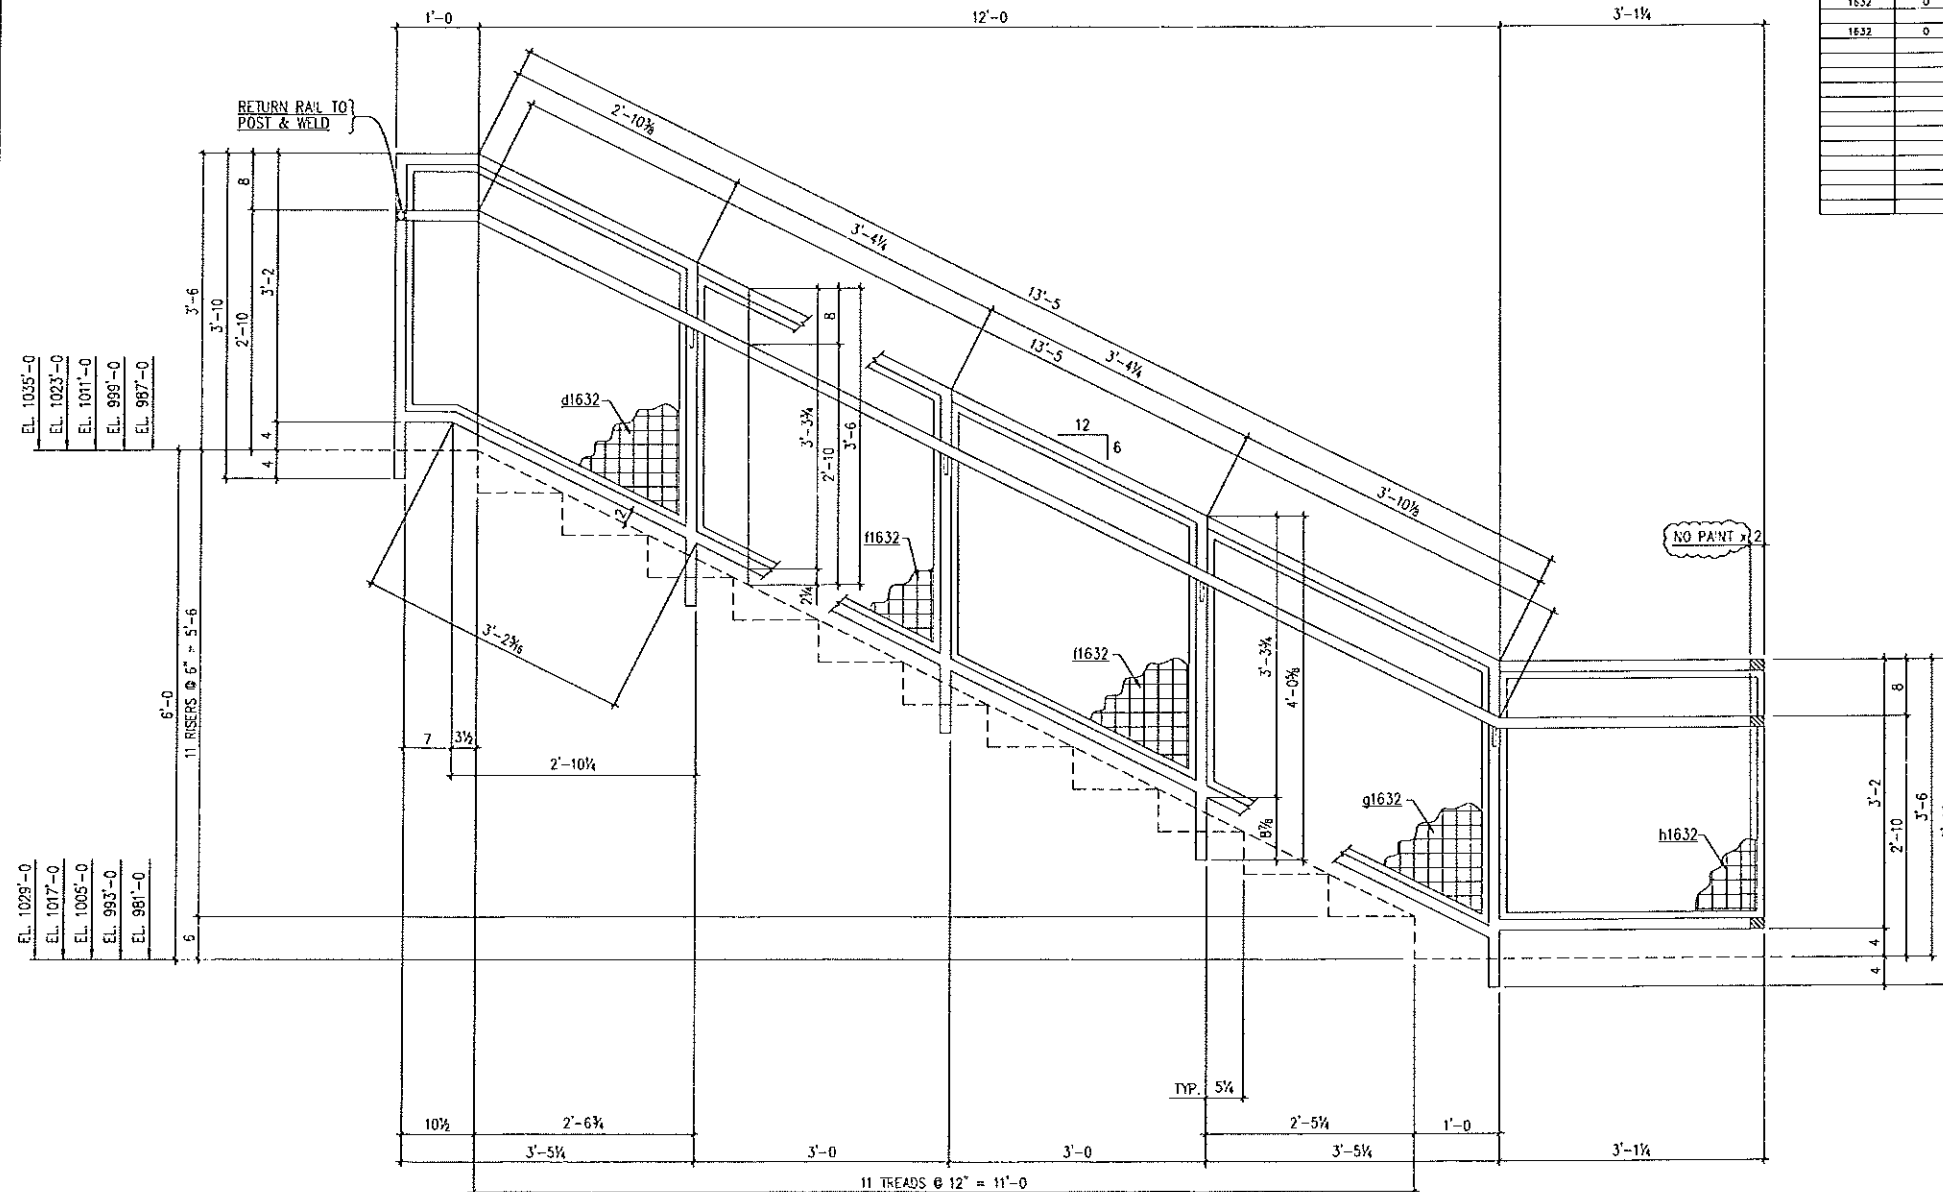 1'-0
12'-0
3'-1¼
1632 0
1632 0
RETURN RAIL TO
POST & WELD
2'-10⅜
3'-4¼
13'-5
13'-5
3'-4¼
3'-10⅛
8
3'-6
3'-10
2'-10
3'-2
4
4
EL. 1035'-0
EL. 1023'-0
EL. 1011'-0
EL. 999'-0
EL. 987'-0
d1632
8
3'-3¾
2'-10
3'-6
2¼
2
12
6
f1632
f1632
NO PAINT x 2
3'-2⁵⁄₁₆
3'-3¾
4'-0⅝
8⅞
7
3½
2'-10¼
g1632
h1632
8
3'-2
2'-10
3'-6
4
4
6'-0
11 RISERS @ 6" = 5'-6
6
EL. 1029'-0
EL. 1017'-0
EL. 1005'-0
EL. 993'-0
EL. 981'-0
TYP. 5¼
10½
2'-6¾
2'-5¼
1'-0
3'-5¼
3'-0
3'-0
3'-5¼
3'-1¼
11 TREADS @ 12" = 11'-0